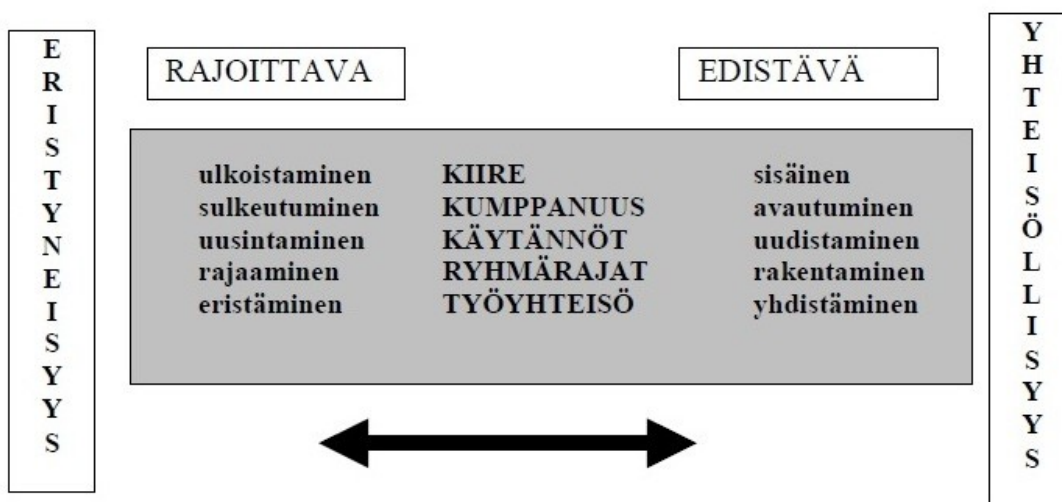 ERISTYNEISYYS
RAJOITTAVA
EDISTÄVÄ
ulkoistaminen KIIRE sisäinen
sulkeutuminen KUMPPANUUS avautuminen
uusintaminen KÄYTÄNNÖT uudistaminen
rajaaminen RYHMÄRAJAT rakentaminen
eristäminen TYÖYHTEISÖ yhdistäminen
YHTEISÖLLISYYS